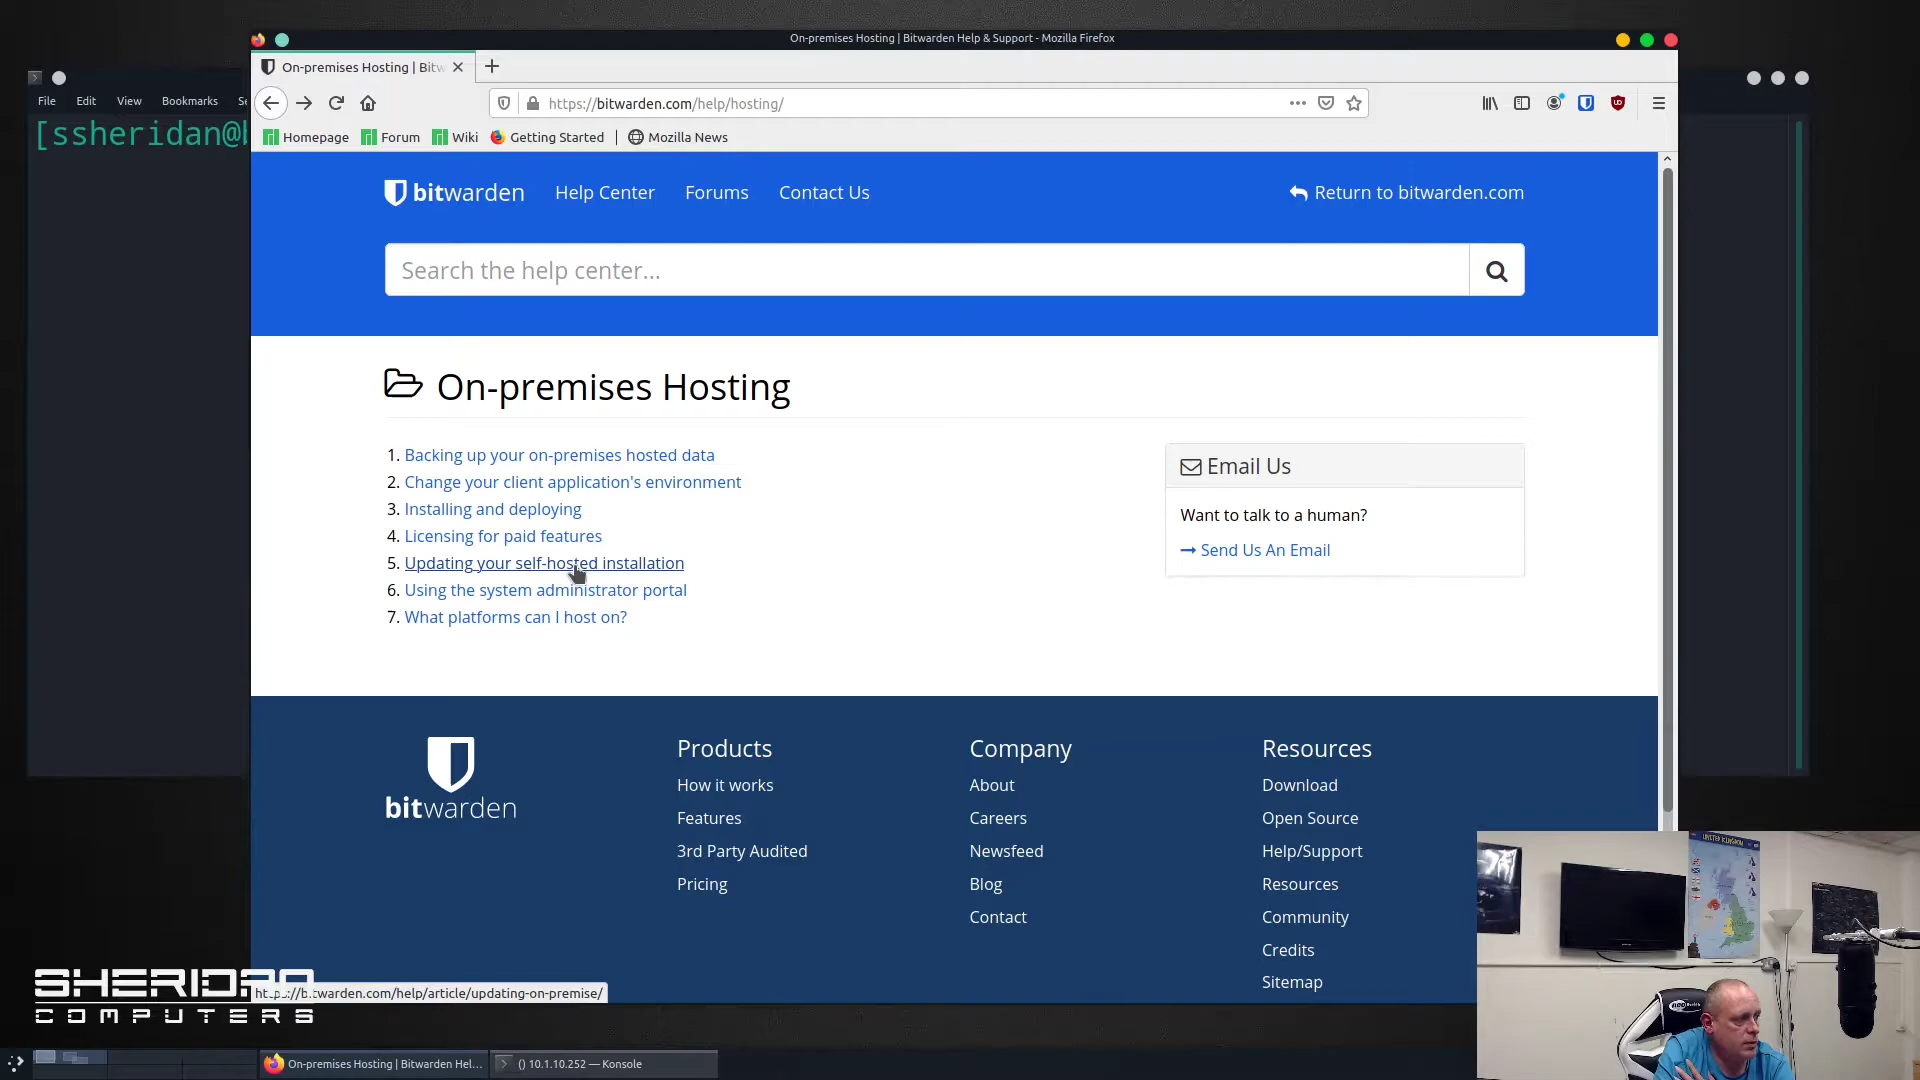 On-premises Hosting | Bitwarden Help & Support - Mozilla Firefox
On-premises Hosting | Bitw
File Edit View Bookmarks Se
https://bitwarden.com/help/hosting/
[ssheridan@b
Homepage Forum Wiki Getting Started | Mozilla News
bitwarden Help Center Forums Contact Us Return to bitwarden.com
Search the help center...
On-premises Hosting
1. Backing up your on-premises hosted data
2. Change your client application's environment
3. Installing and deploying
4. Licensing for paid features
5. Updating your self-hosted installation
6. Using the system administrator portal
7. What platforms can I host on?
Email Us
Want to talk to a human?
Send Us An Email
bitwarden
Products
How it works
Features
3rd Party Audited
Pricing
Company
About
Careers
Newsfeed
Blog
Contact
Resources
Download
Open Source
Help/Support
Resources
Community
Credits
Sitemap
UNITED KINGDOM
SHERIDAN
COMPUTERS
https://bitwarden.com/help/article/updating-on-premise/
On-premises Hosting | Bitwarden Hel...
() 10.1.10.252 — Konsole